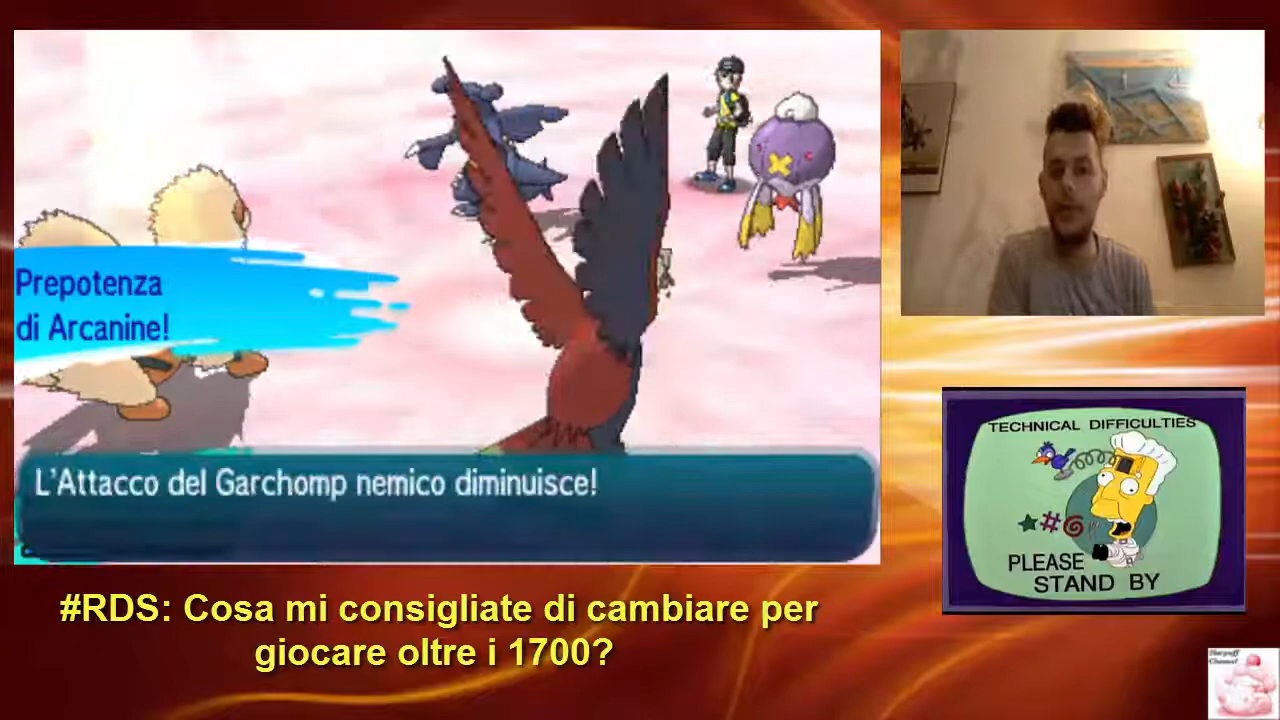 Prepotenza
di Arcanine!
L'Attacco del Garchomp nemico diminuisce!
TECHNICAL DIFFICULTIES
PLEASE
STAND BY
#RDS: Cosa mi consigliate di cambiare per
giocare oltre i 1700?
Channel